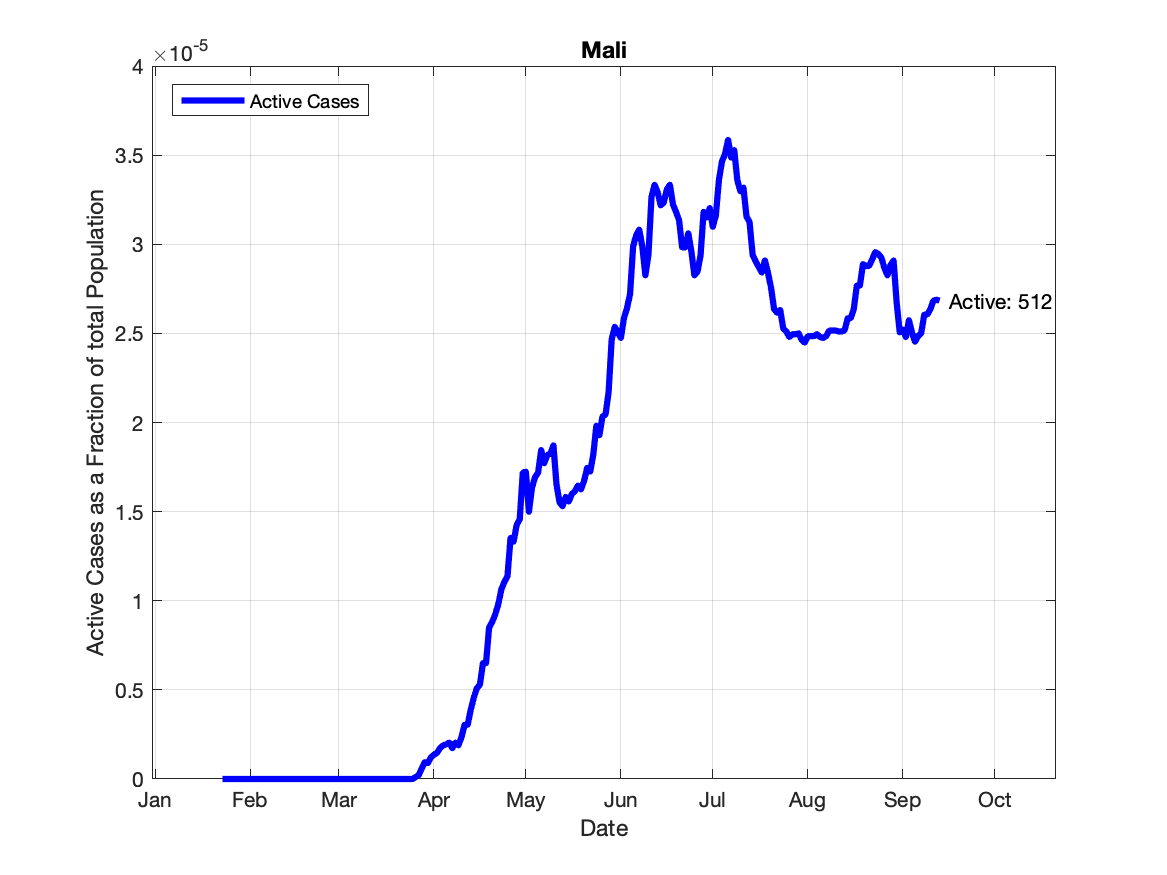 Mali
×10-5
4
3.5
3
2.5
2
1.5
1
0.5
0
Active Cases as a Fraction of total Population
Active Cases
Active: 512
Jan Feb Mar Apr May Jun Jul Aug Sep Oct
Date